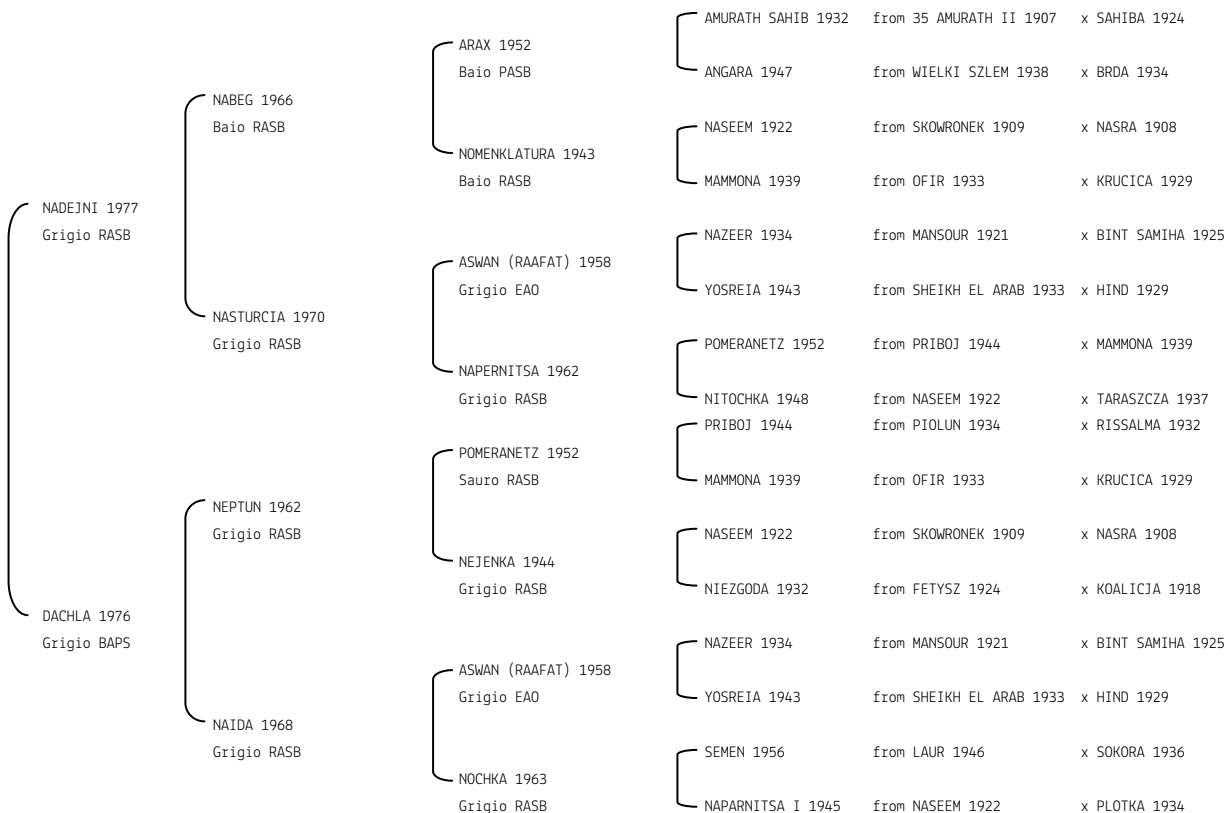 AMURATH SAHIB 1932 from 35 AMURATH II 1907 x SAHIBA 1924
ARAX 1952
Baio PASB
ANGARA 1947 from WIELKI SZLEM 1938 x BRDA 1934
NABEG 1966
Baio RASB
NASEEM 1922 from SKOWRONEK 1909 x NASRA 1908
NOMENKLATURA 1943
Baio RASB
MAMMONA 1939 from OFIR 1933 x KRUCICA 1929
NADEJNI 1977
Grigio RASB
NAZEER 1934 from MANSOUR 1921 x BINT SAMIHA 1925
ASWAN (RAAFAT) 1958
Grigio EAO
YOSREIA 1943 from SHEIKH EL ARAB 1933 x HIND 1929
NASTURCIA 1970
Grigio RASB
POMERANETZ 1952 from PRIBOJ 1944 x MAMMONA 1939
NAPERNITSA 1962
Grigio RASB
NITOCHKA 1948 from NASEEM 1922 x TARASZCZA 1937
PRIBOJ 1944 from PIOLUN 1934 x RISSALMA 1932
POMERANETZ 1952
Sauro RASB
MAMMONA 1939 from OFIR 1933 x KRUCICA 1929
NEPTUN 1962
Grigio RASB
NASEEM 1922 from SKOWRONEK 1909 x NASRA 1908
NEJENKA 1944
Grigio RASB
NIEZGODA 1932 from FETYSZ 1924 x KOALICJA 1918
DACHLA 1976
Grigio BAPS
NAZEER 1934 from MANSOUR 1921 x BINT SAMIHA 1925
ASWAN (RAAFAT) 1958
Grigio EAO
YOSREIA 1943 from SHEIKH EL ARAB 1933 x HIND 1929
NAIDA 1968
Grigio RASB
SEMEN 1956 from LAUR 1946 x SOKORA 1936
NOCHKA 1963
Grigio RASB
NAPARNITSA I 1945 from NASEEM 1922 x PLOTKA 1934